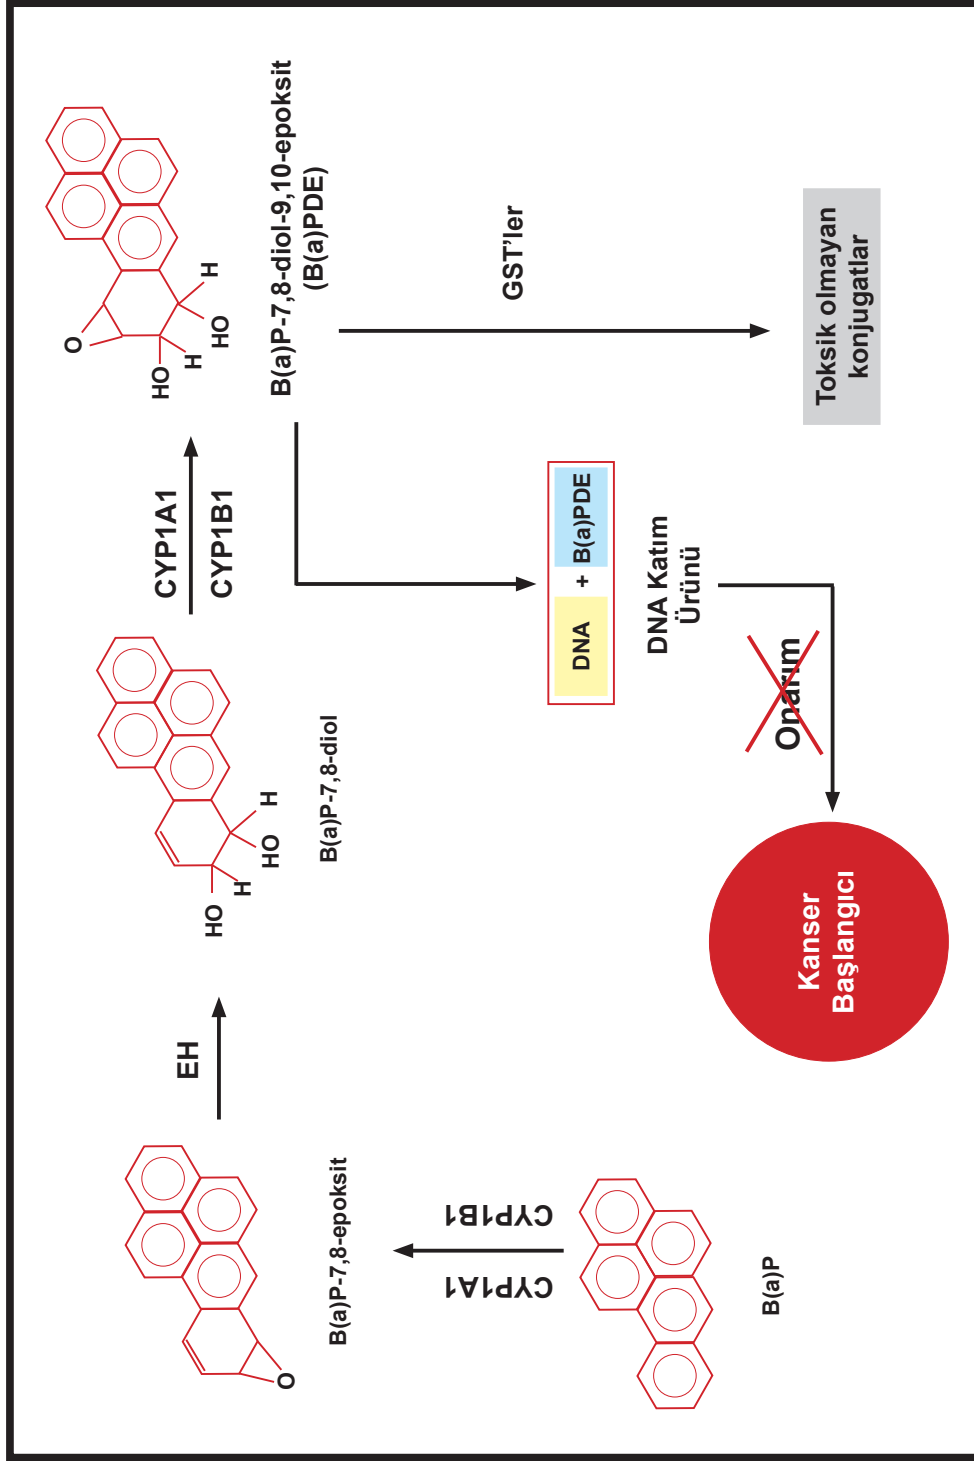 B(a)P
CYP1A1
CYP1B1
B(a)P-7,8-epoksit
O
EH
B(a)P-7,8-diol
HO
H
HO
H
CYP1A1
CYP1B1
O
HO
H
HO
H
B(a)P-7,8-diol-9,10-epoksit
(B(a)PDE)
GST’ler
Toksik olmayan
konjugatlar
DNA + B(a)PDE
DNA Katım
Ürünü
Onarım
Kanser
Başlangıcı